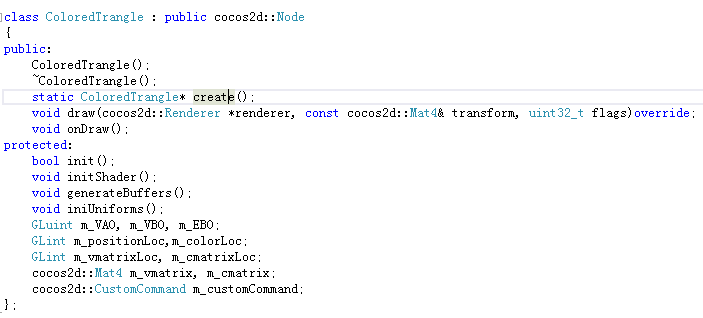 class ColoredTrangle : public cocos2d::Node
{
public:
    ColoredTrangle();
    ~ColoredTrangle();
    static ColoredTrangle* create();
    void draw(cocos2d::Renderer *renderer, const cocos2d::Mat4& transform, uint32_t flags)override;
    void onDraw();
protected:
    bool init();
    void initShader();
    void generateBuffers();
    void iniUniforms();
    GLuint m_VAO, m_VBO, m_EBO;
    GLint m_positionLoc,m_colorLoc;
    GLint m_vmatrixLoc, m_cmatrixLoc;
    cocos2d::Mat4 m_vmatrix, m_cmatrix;
    cocos2d::CustomCommand m_customCommand;
};